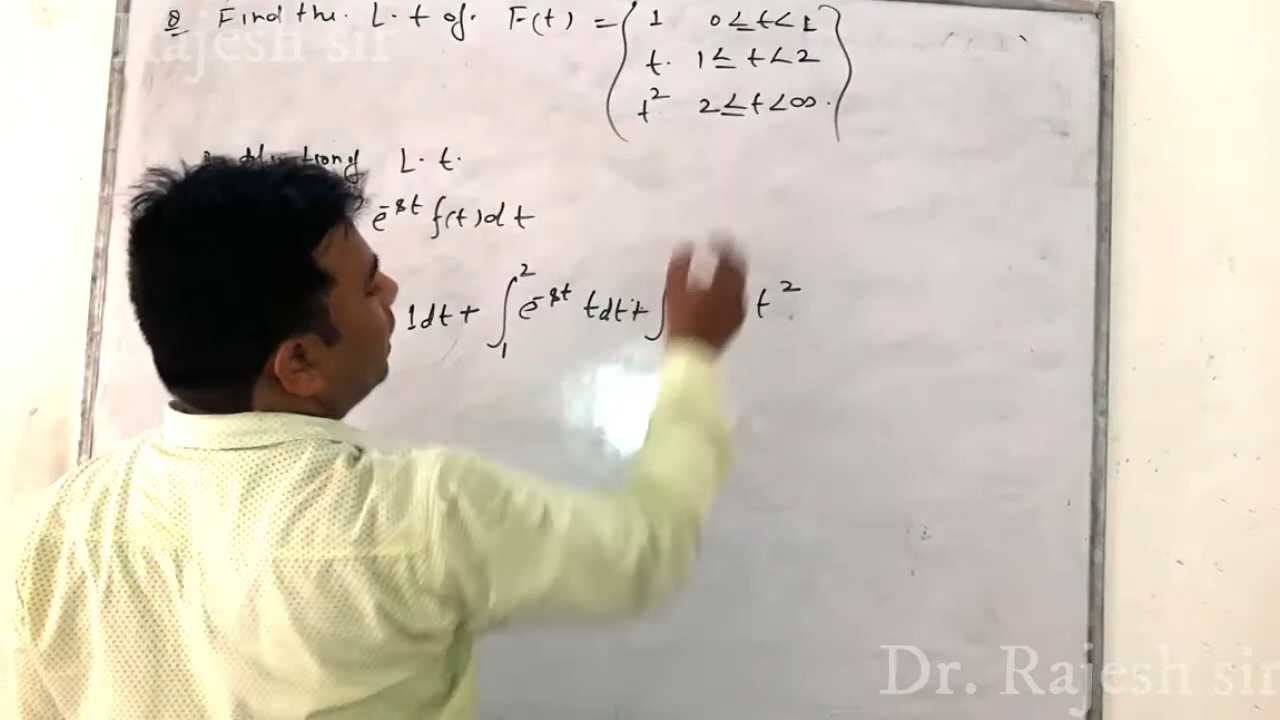 Q Find the. L. t of. F(t) = { 1 0≤t<1
t. 1≤ t<2
t² 2≤t<∞. }
L. t.
e^-st f(t)dt
1dt + ∫₁² e^-st tdt+ ∫ t²
Rajesh sir
Dr. Rajesh sir